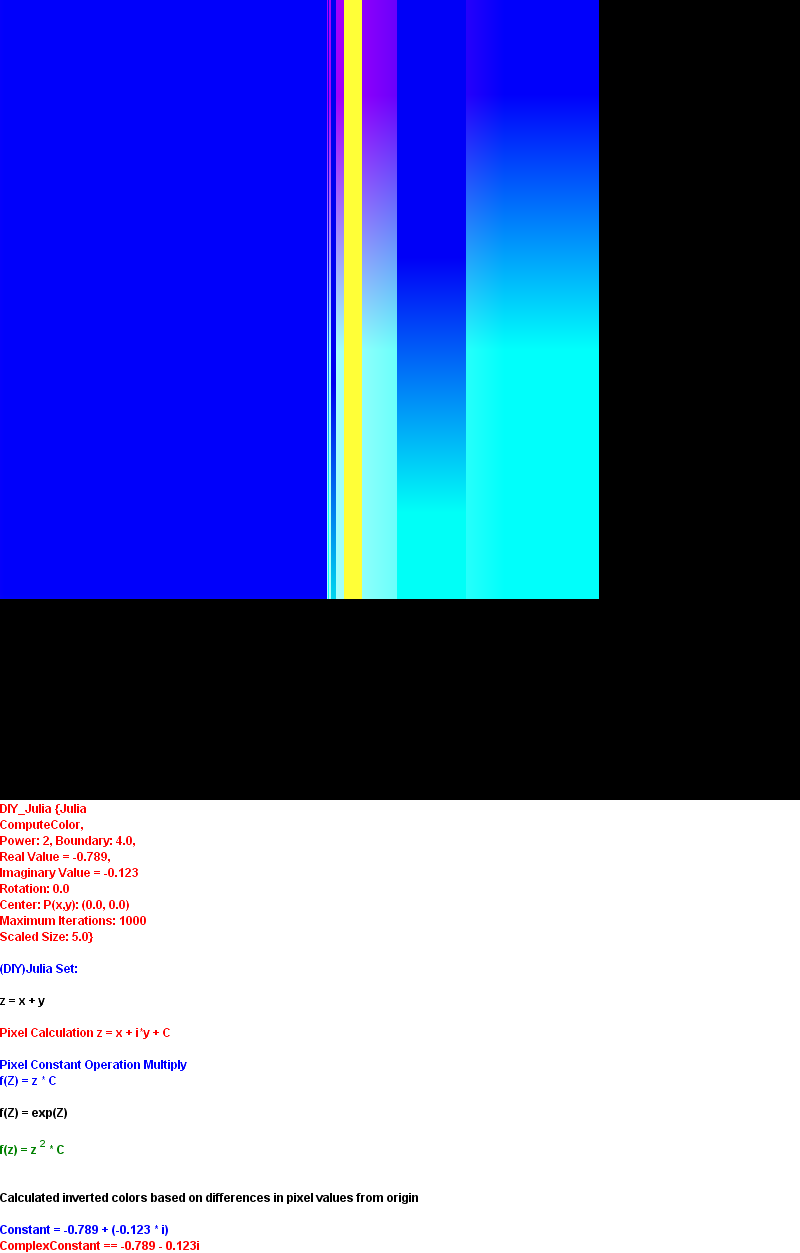 DIY_Julia {Julia
ComputeColor,
Power: 2, Boundary: 4.0,
Real Value = -0.789,
Imaginary Value = -0.123
Rotation: 0.0
Center: P(x,y): (0.0, 0.0)
Maximum Iterations: 1000
Scaled Size: 5.0}
(DIY)Julia Set:
z = x + y
Pixel Calculation z = x + i*y + C
Pixel Constant Operation Multiply
f(Z) = z * C
f(Z) = exp(Z)
f(z) = z ² * C
Calculated inverted colors based on differences in pixel values from origin
Constant = -0.789 + (-0.123 * i)
ComplexConstant == -0.789 - 0.123i